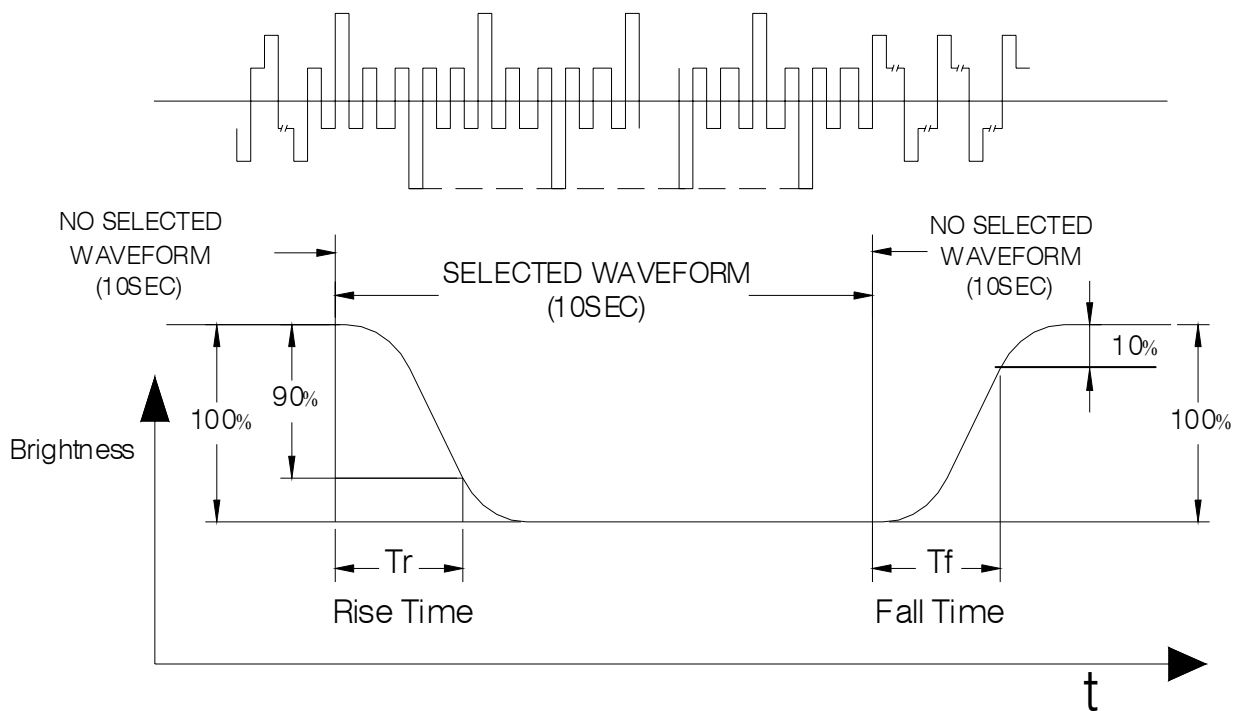 NO SELECTED
WAVEFORM
(10SEC)
SELECTED WAVEFORM
(10SEC)
NO SELECTED
WAVEFORM
(10SEC)
10%
90%
100%
100%
Brightness
Tr
Tf
Rise Time
Fall Time
t